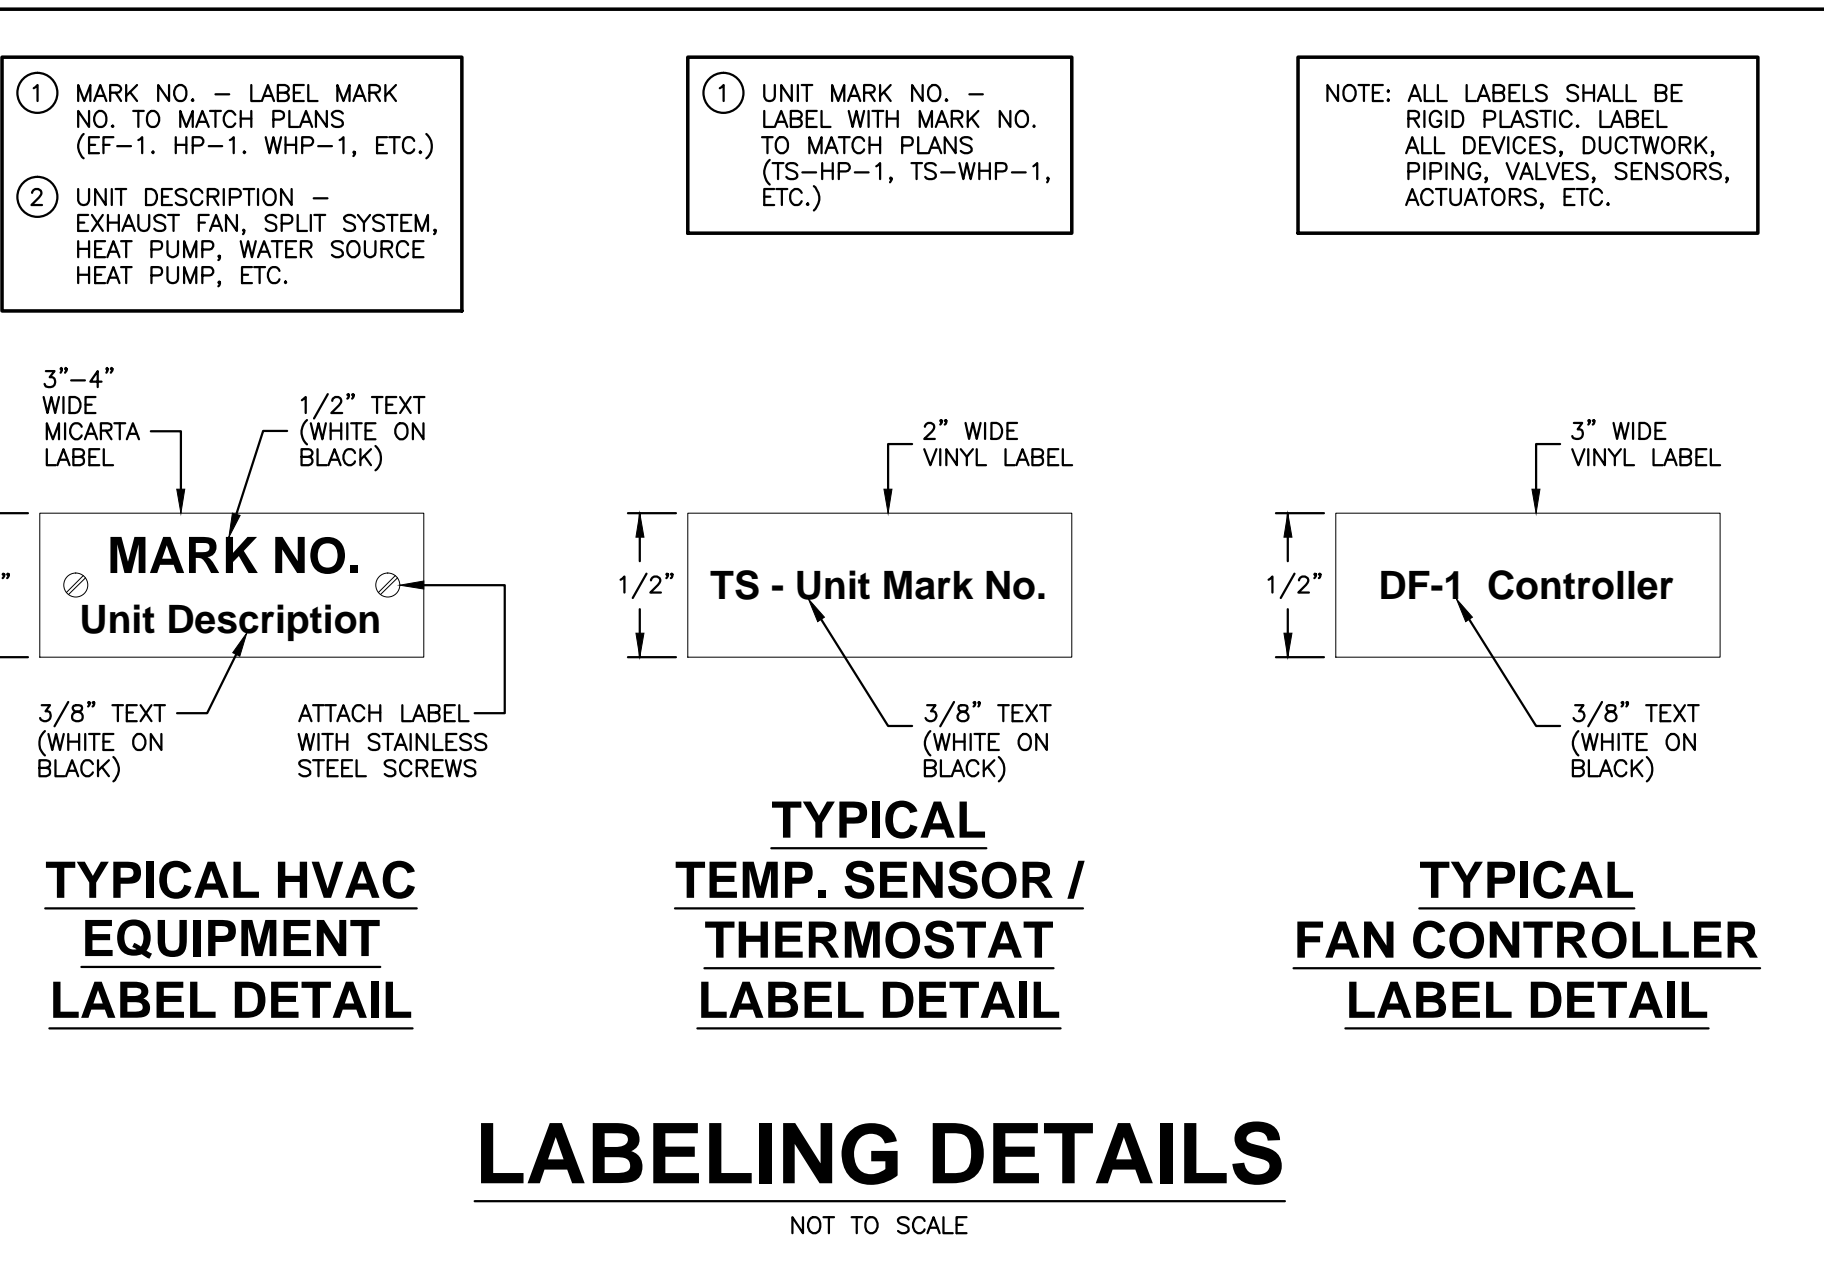 1 MARK NO. – LABEL MARK
NO. TO MATCH PLANS
(EF–1. HP–1. WHP–1, ETC.)
2 UNIT DESCRIPTION –
EXHAUST FAN, SPLIT SYSTEM,
HEAT PUMP, WATER SOURCE
HEAT PUMP, ETC.
3”–4”
WIDE
MICARTA
LABEL
1/2” TEXT
(WHITE ON
BLACK)
”
MARK NO.
Unit Description
3/8” TEXT
(WHITE ON
BLACK)
ATTACH LABEL
WITH STAINLESS
STEEL SCREWS
TYPICAL HVAC
EQUIPMENT
LABEL DETAIL
1 UNIT MARK NO. –
LABEL WITH MARK NO.
TO MATCH PLANS
(TS–HP–1, TS–WHP–1,
ETC.)
2” WIDE
VINYL LABEL
1/2”
TS - Unit Mark No.
3/8” TEXT
(WHITE ON
BLACK)
TYPICAL
TEMP. SENSOR /
THERMOSTAT
LABEL DETAIL
NOTE: ALL LABELS SHALL BE
RIGID PLASTIC. LABEL
ALL DEVICES, DUCTWORK,
PIPING, VALVES, SENSORS,
ACTUATORS, ETC.
3” WIDE
VINYL LABEL
1/2”
DF-1 Controller
3/8” TEXT
(WHITE ON
BLACK)
TYPICAL
FAN CONTROLLER
LABEL DETAIL
LABELING DETAILS
NOT TO SCALE